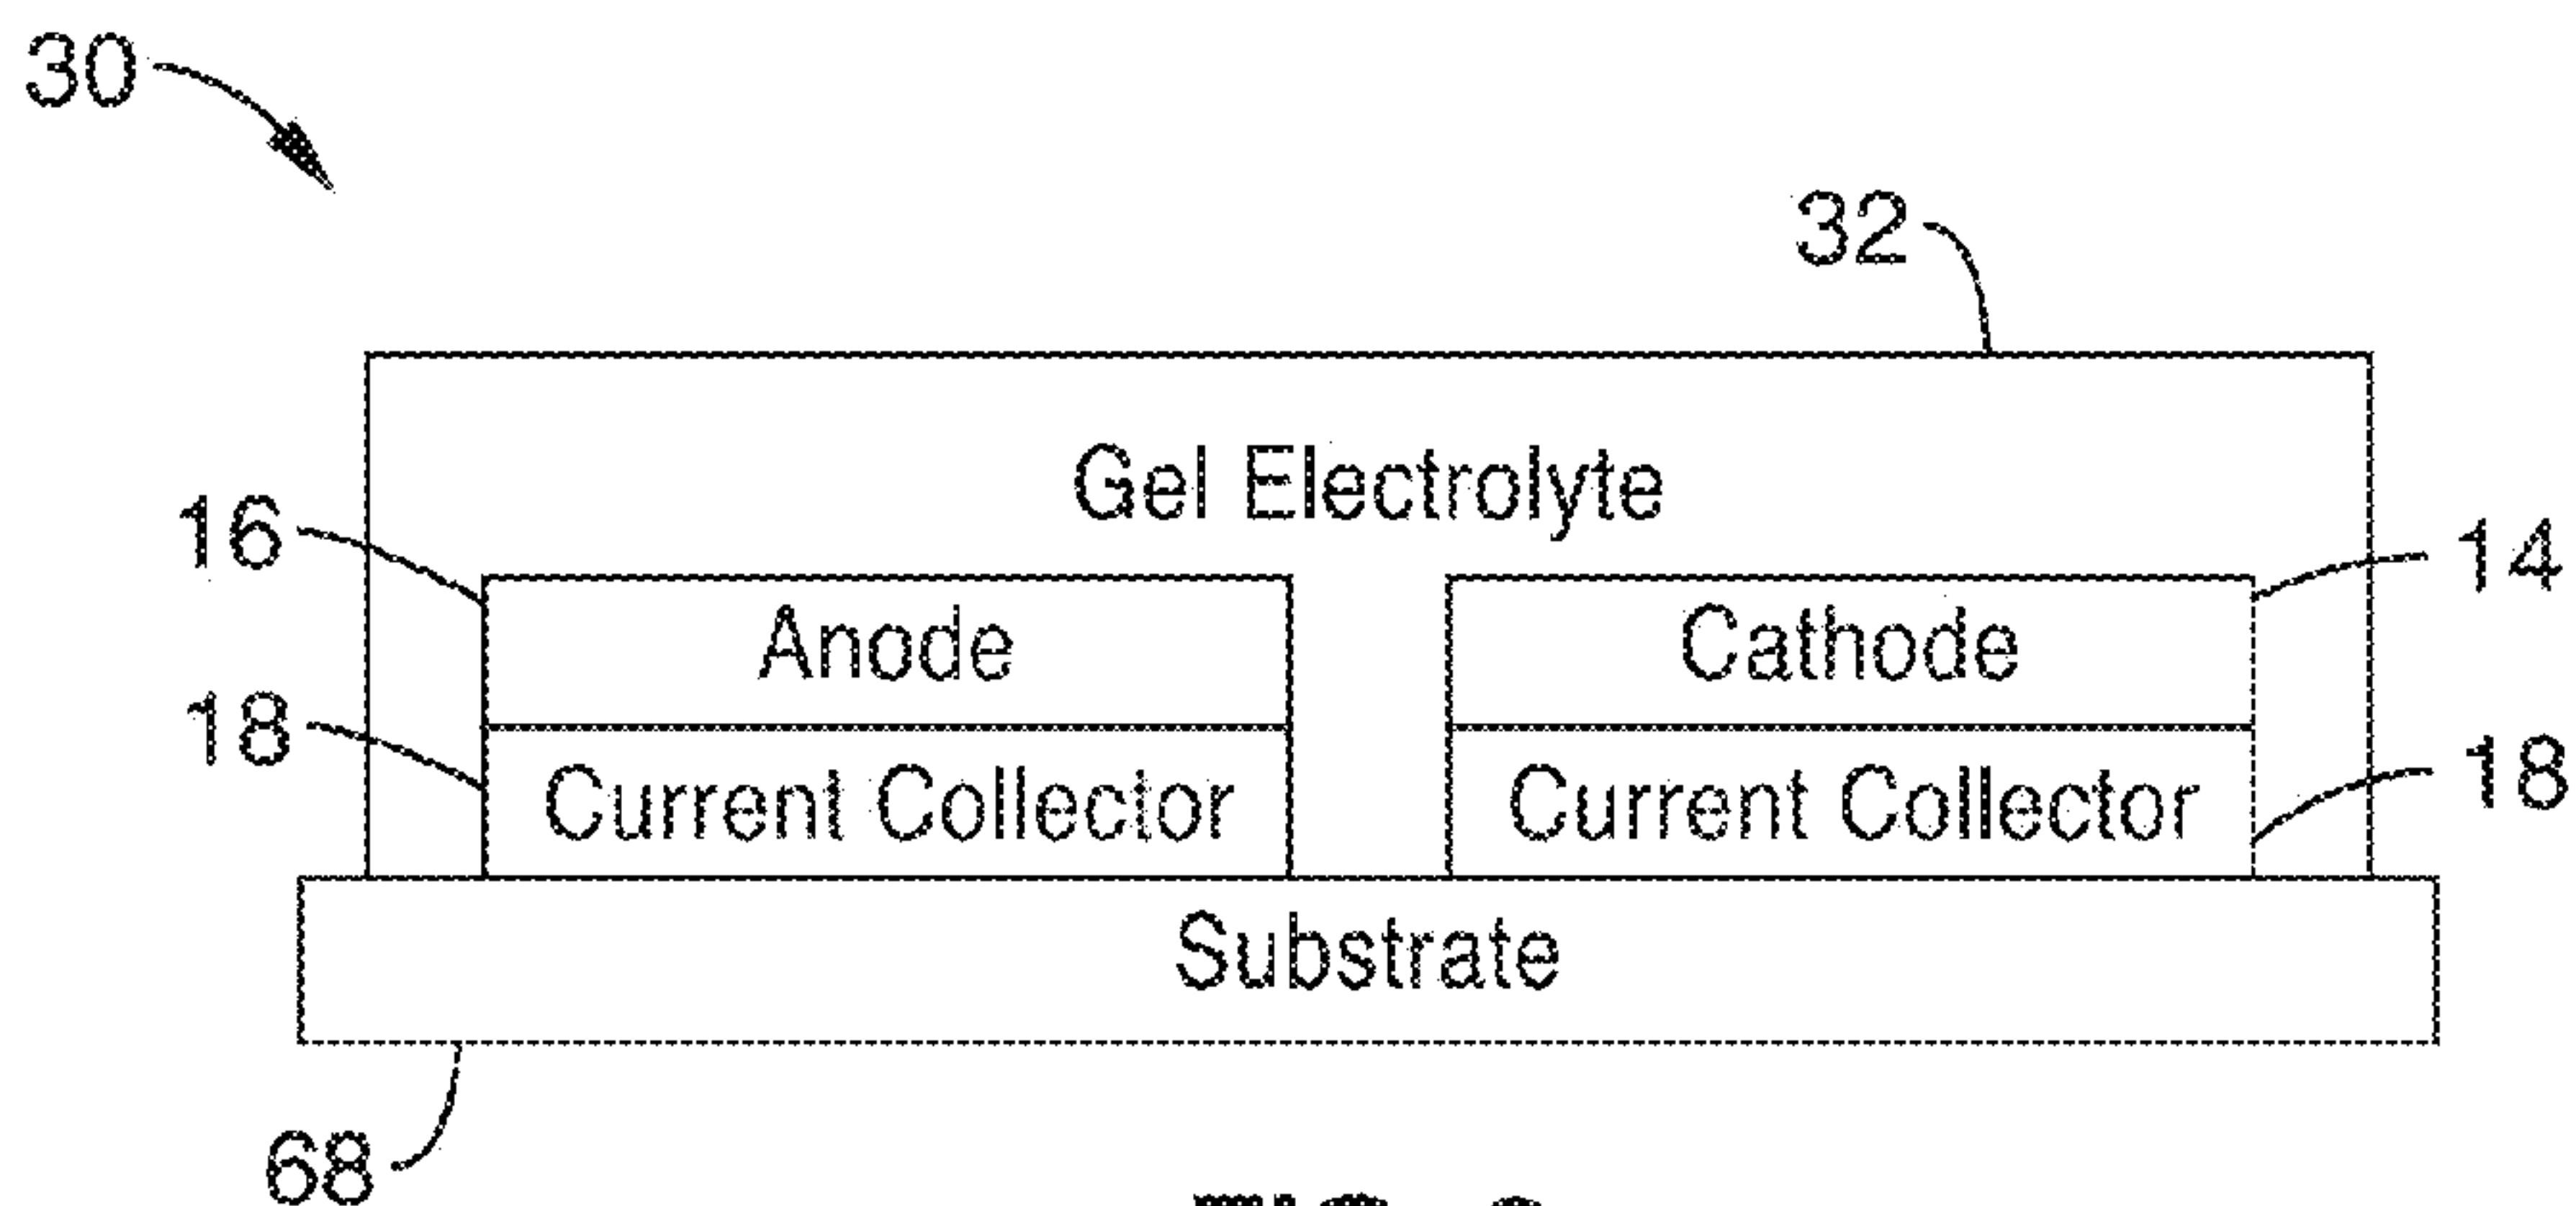 30
32
Gel Electrolyte
16
14
Anode
Cathode
18
18
Current Collector
Current Collector
Substrate
68